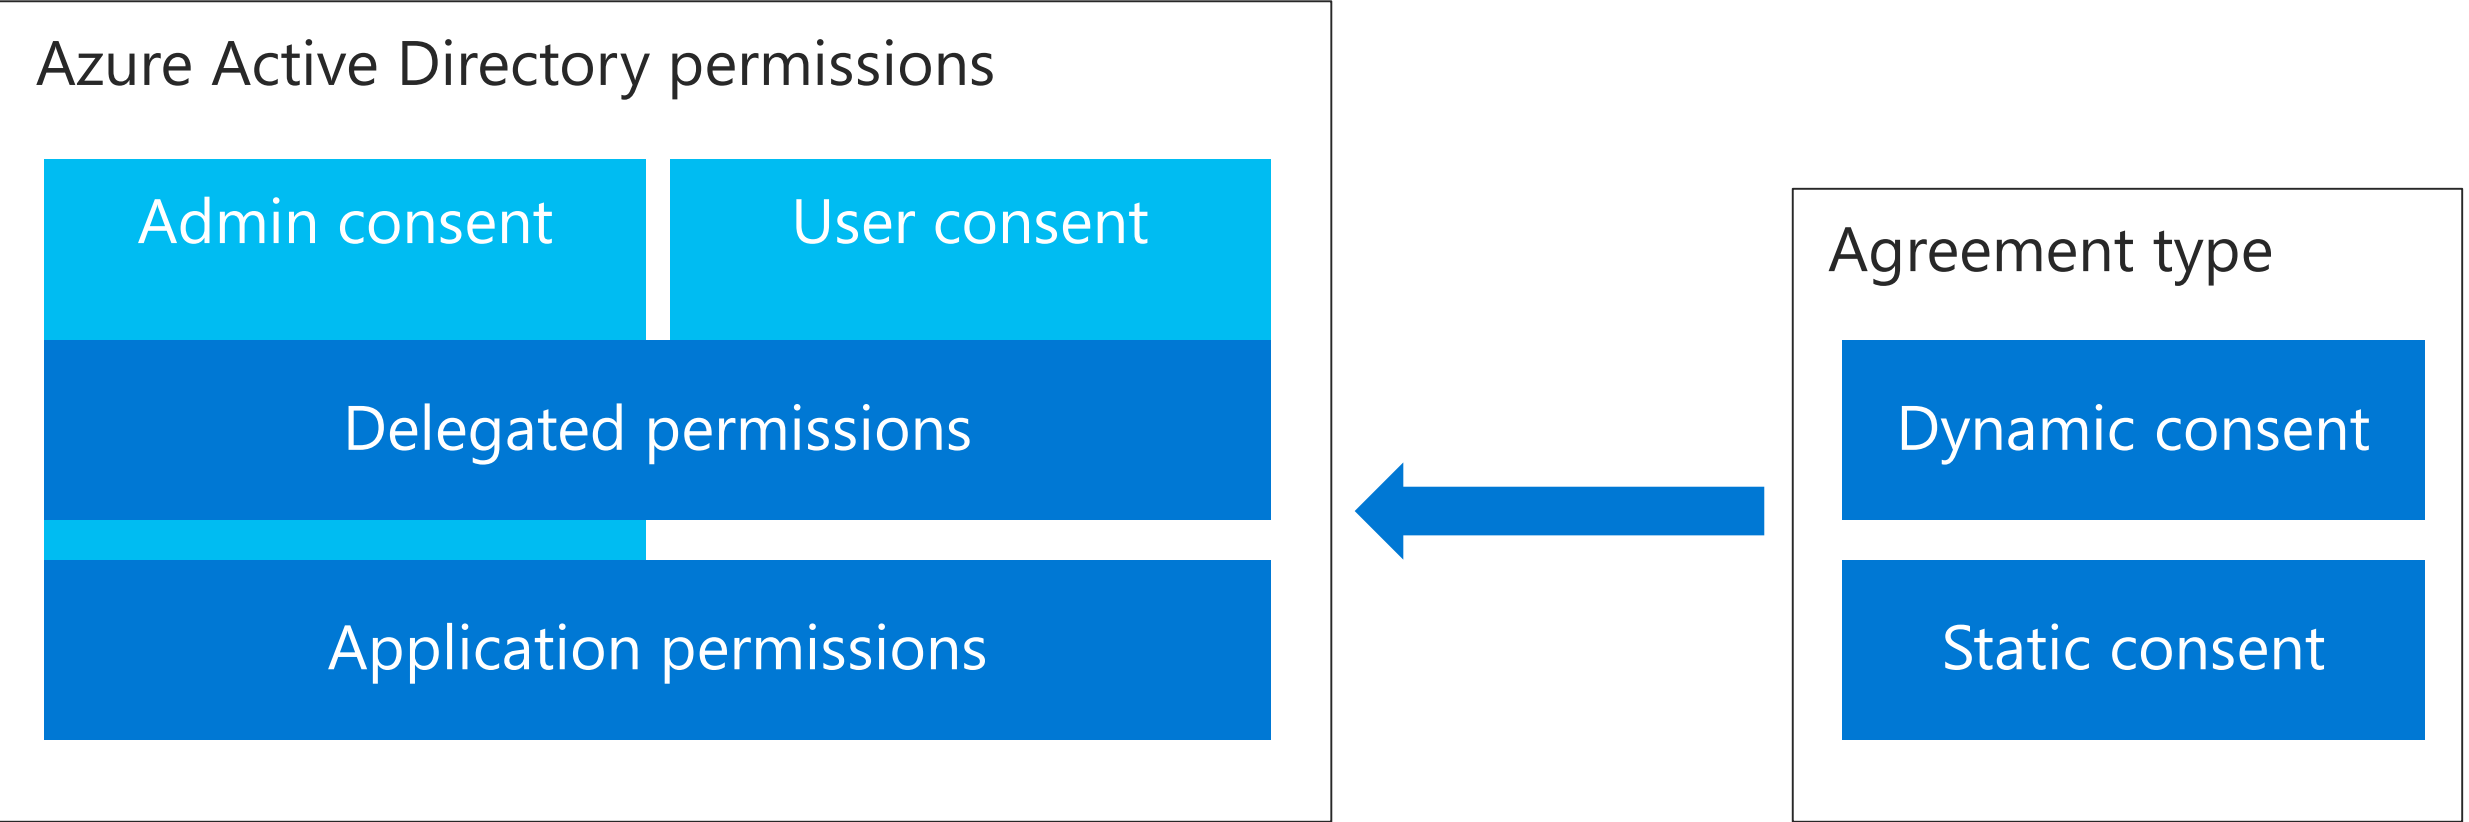 Azure Active Directory permissions
Admin consent
User consent
Delegated permissions
Application permissions
Agreement type
Dynamic consent
Static consent